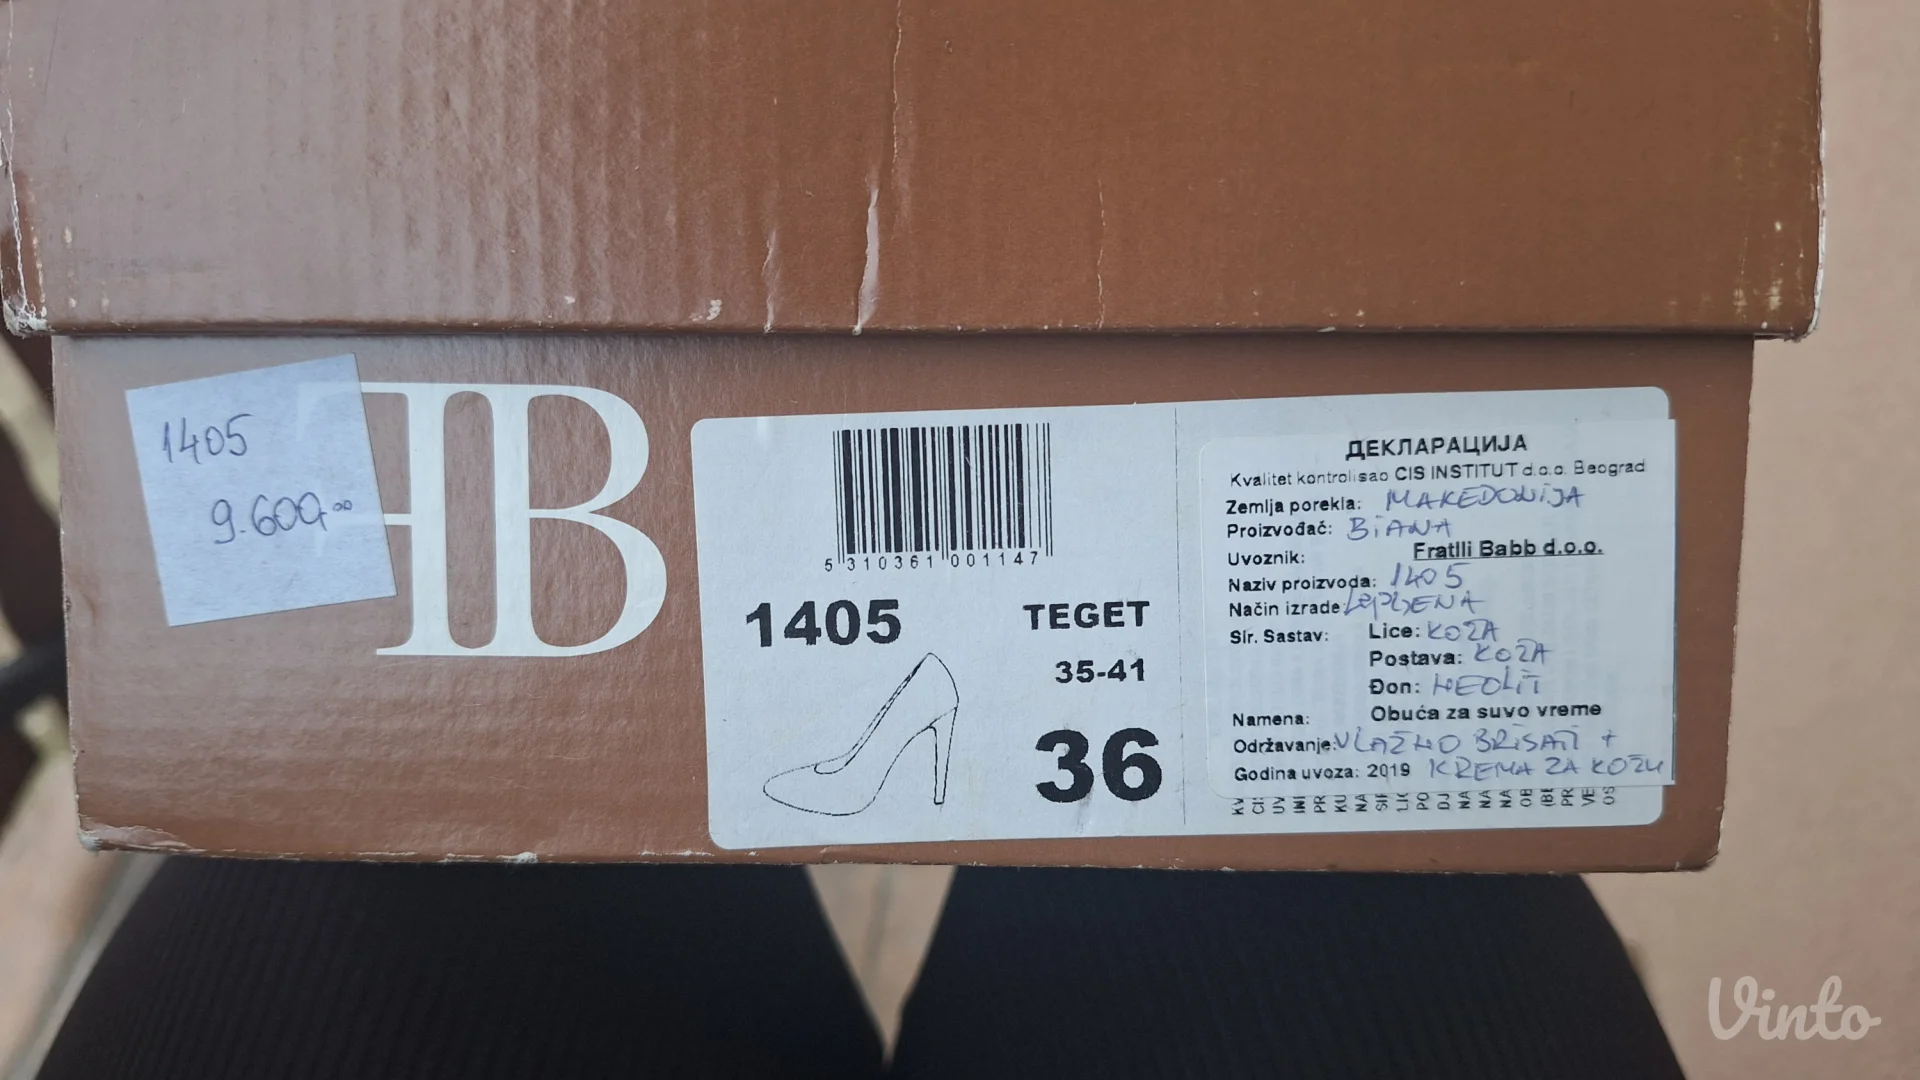 1405
9.600,00
FB
5 310361 001147
1405
TEGET
35-41
36
ДЕКЛАРАЦИЈА
Kvalitet kontrolisao CIS INSTITUT d.o.o. Beograd
Zemlja porekla: MAKEDONIJA
Proizvođač: BiANA
Uvoznik: Fratlli Babb d.o.o.
Naziv proizvoda: 1405
Način izrade: LEPLJENA
Sir. Sastav: Lice: KOŽA
Postava: KOŽA
Đon: NEOLIT
Namena: Obuća za suvo vreme
Održavanje: VLAŽNO BRISATI +
Godina uvoza: 2019 KREMA ZA KOŽU
Vinto